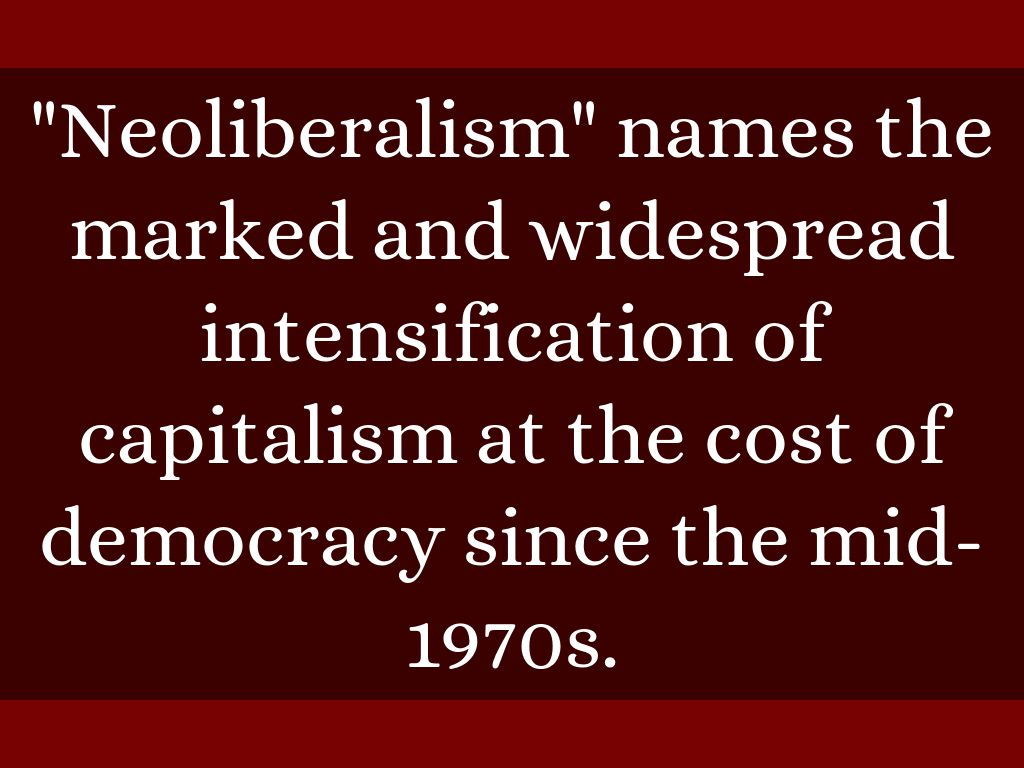 "Neoliberalism" names the
marked and widespread
intensification of
capitalism at the cost of
democracy since the mid-
1970s.